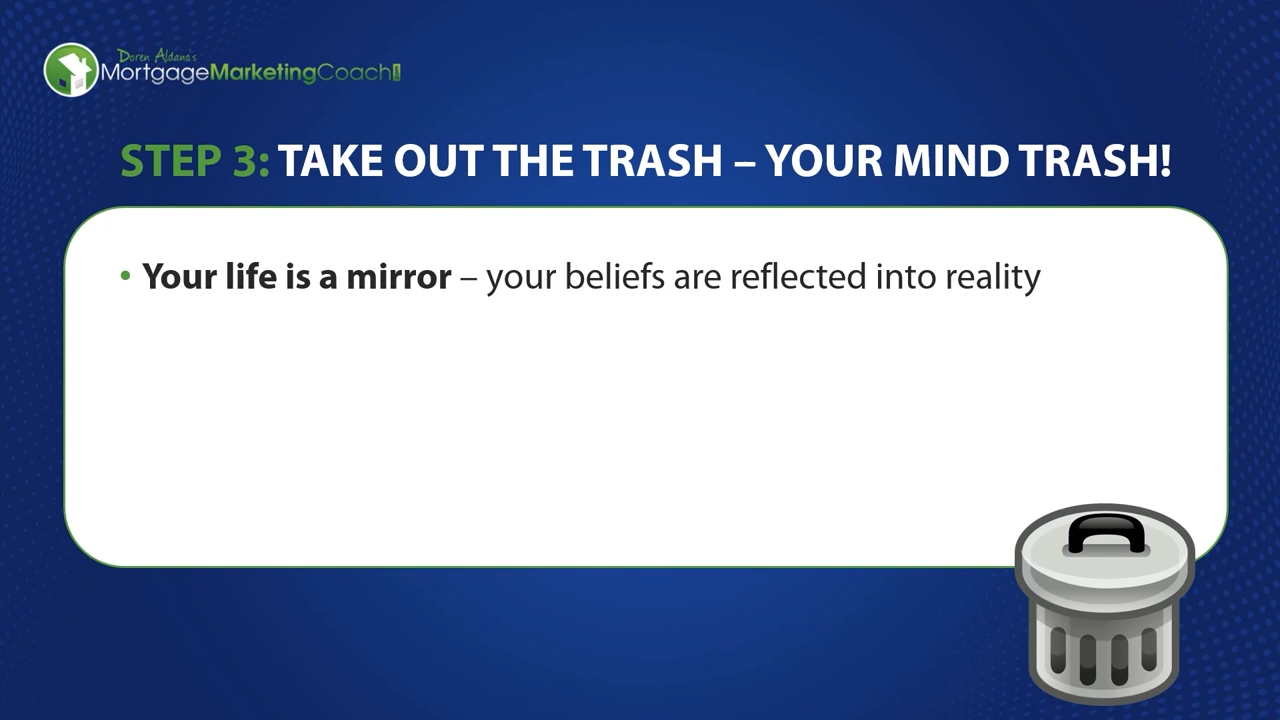 Doren Aldana's
MortgageMarketingCoach
STEP 3: TAKE OUT THE TRASH – YOUR MIND TRASH!
• Your life is a mirror – your beliefs are reflected into reality